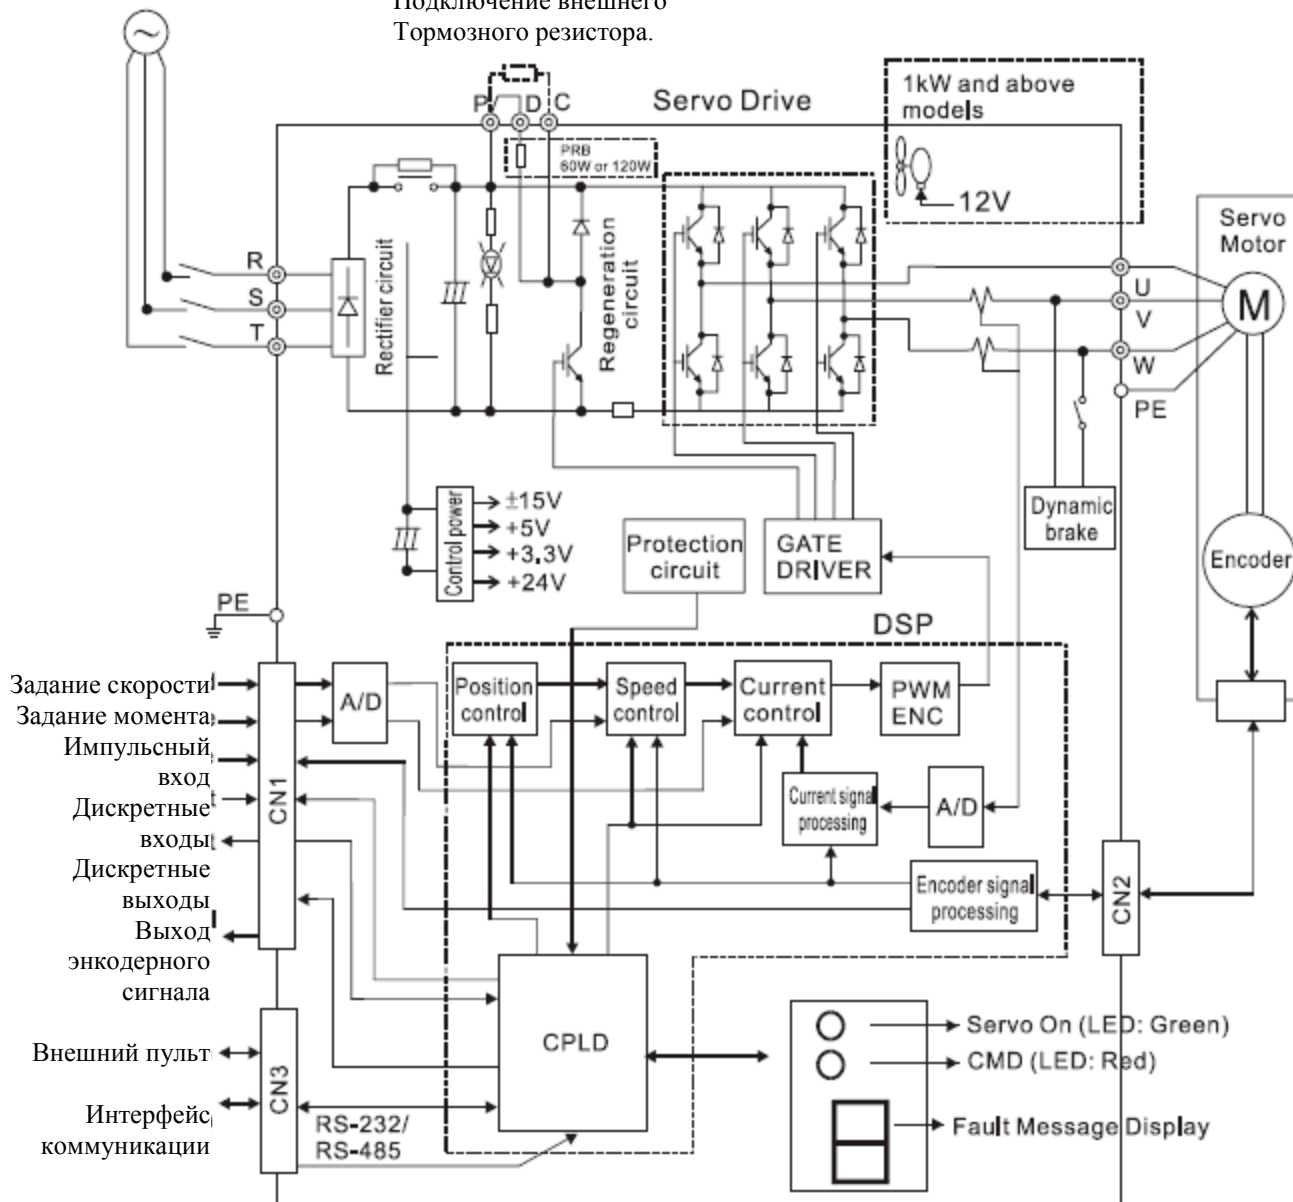 Подключение внешнего
Тормозного резистора.
P
D
C
Servo Drive
1kW and above
models
12V
PRB
60W or 120W
Servo
Motor
R
S
T
Rectifier circuit
Regeneration
circuit
U
V
W
PE
M
±15V
+5V
+3.3V
+24V
Control power
Protection
circuit
GATE
DRIVER
Dynamic
brake
Encoder
PE
DSP
Задание скорости
Задание момента
Импульсный
вход
Дискретные
входы
Дискретные
выходы
Выход
энкодерного
сигнала
CN1
A/D
Position
control
Speed
control
Current
control
PWM
ENC
Current signal
processing
A/D
Encoder signal
processing
CN2
CPLD
Внешний пульт
Интерфейс
коммуникации
CN3
RS-232/
RS-485
Servo On (LED: Green)
CMD (LED: Red)
Fault Message Display